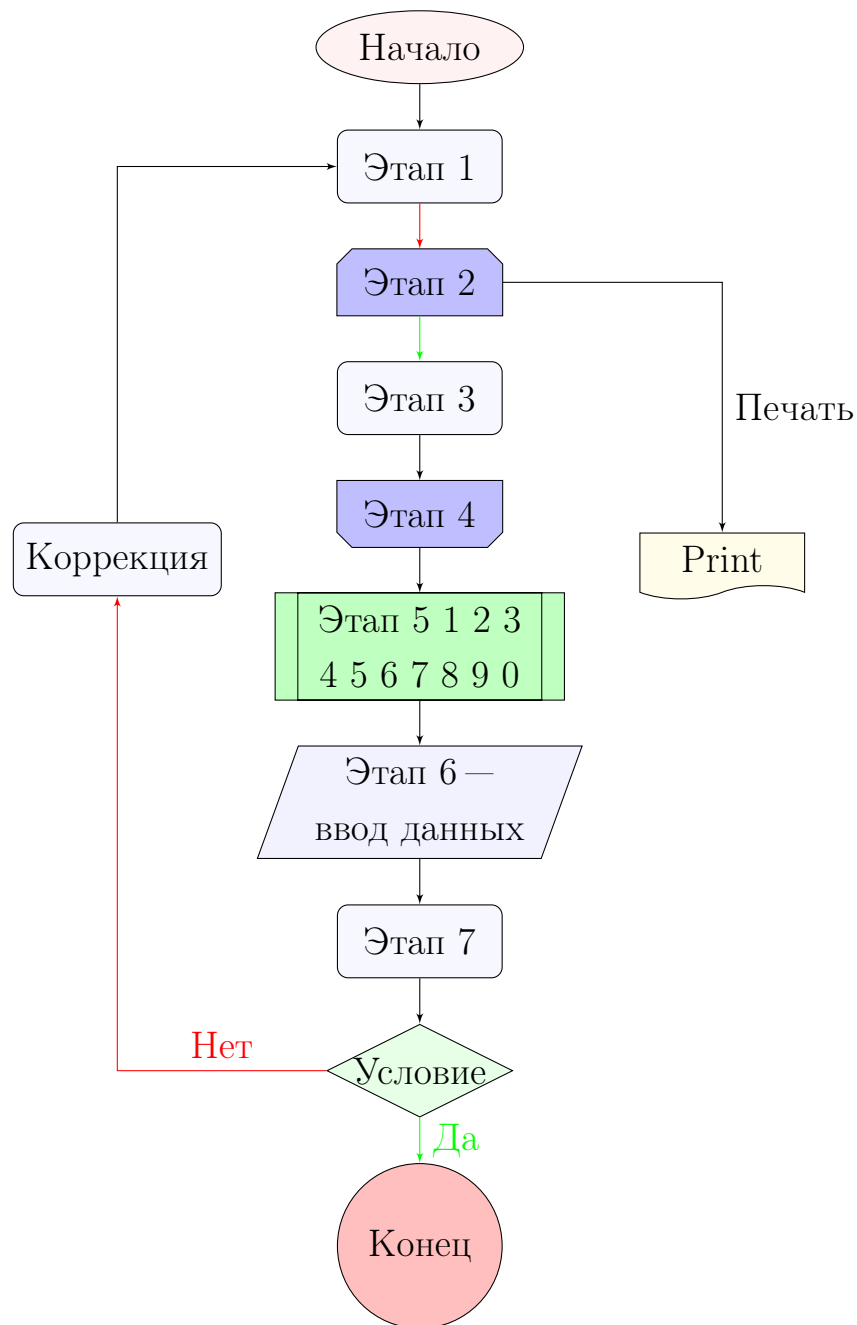 Начало
Этап 1
Этап 2
Этап 3
Печать
Этап 4
Коррекция
Print
Этап 5 1 2 3
4 5 6 7 8 9 0
Этап 6 —
ввод данных
Этап 7
Нет
Условие
Да
Конец